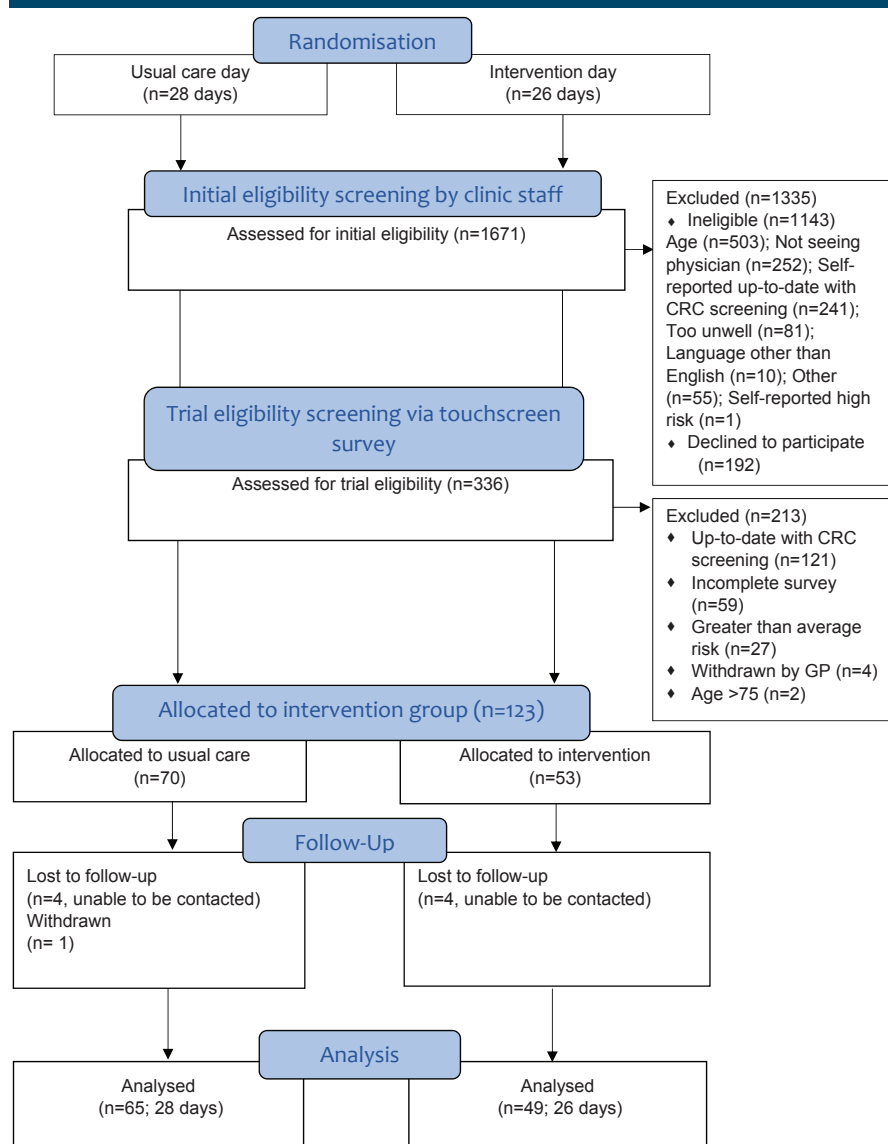 Randomisation
Usual care day
(n=28 days)
Intervention day
(n=26 days)
Initial eligibility screening by clinic staff
Assessed for initial eligibility (n=1671)
Excluded (n=1335)
♦ Ineligible (n=1143)
Age (n=503); Not seeing
physician (n=252); Self-
reported up-to-date with
CRC screening (n=241);
Too unwell (n=81);
Language other than
English (n=10); Other
(n=55); Self-reported high
risk (n=1)
♦ Declined to participate
(n=192)
Trial eligibility screening via touchscreen
survey
Assessed for trial eligibility (n=336)
Excluded (n=213)
♦ Up-to-date with CRC
screening (n=121)
♦ Incomplete survey
(n=59)
♦ Greater than average
risk (n=27)
♦ Withdrawn by GP (n=4)
♦ Age >75 (n=2)
Allocated to intervention group (n=123)
Allocated to usual care
(n=70)
Allocated to intervention
(n=53)
Follow-Up
Lost to follow-up
(n=4, unable to be contacted)
Withdrawn
(n= 1)
Lost to follow-up
(n=4, unable to be contacted)
Analysis
Analysed
(n=65; 28 days)
Analysed
(n=49; 26 days)